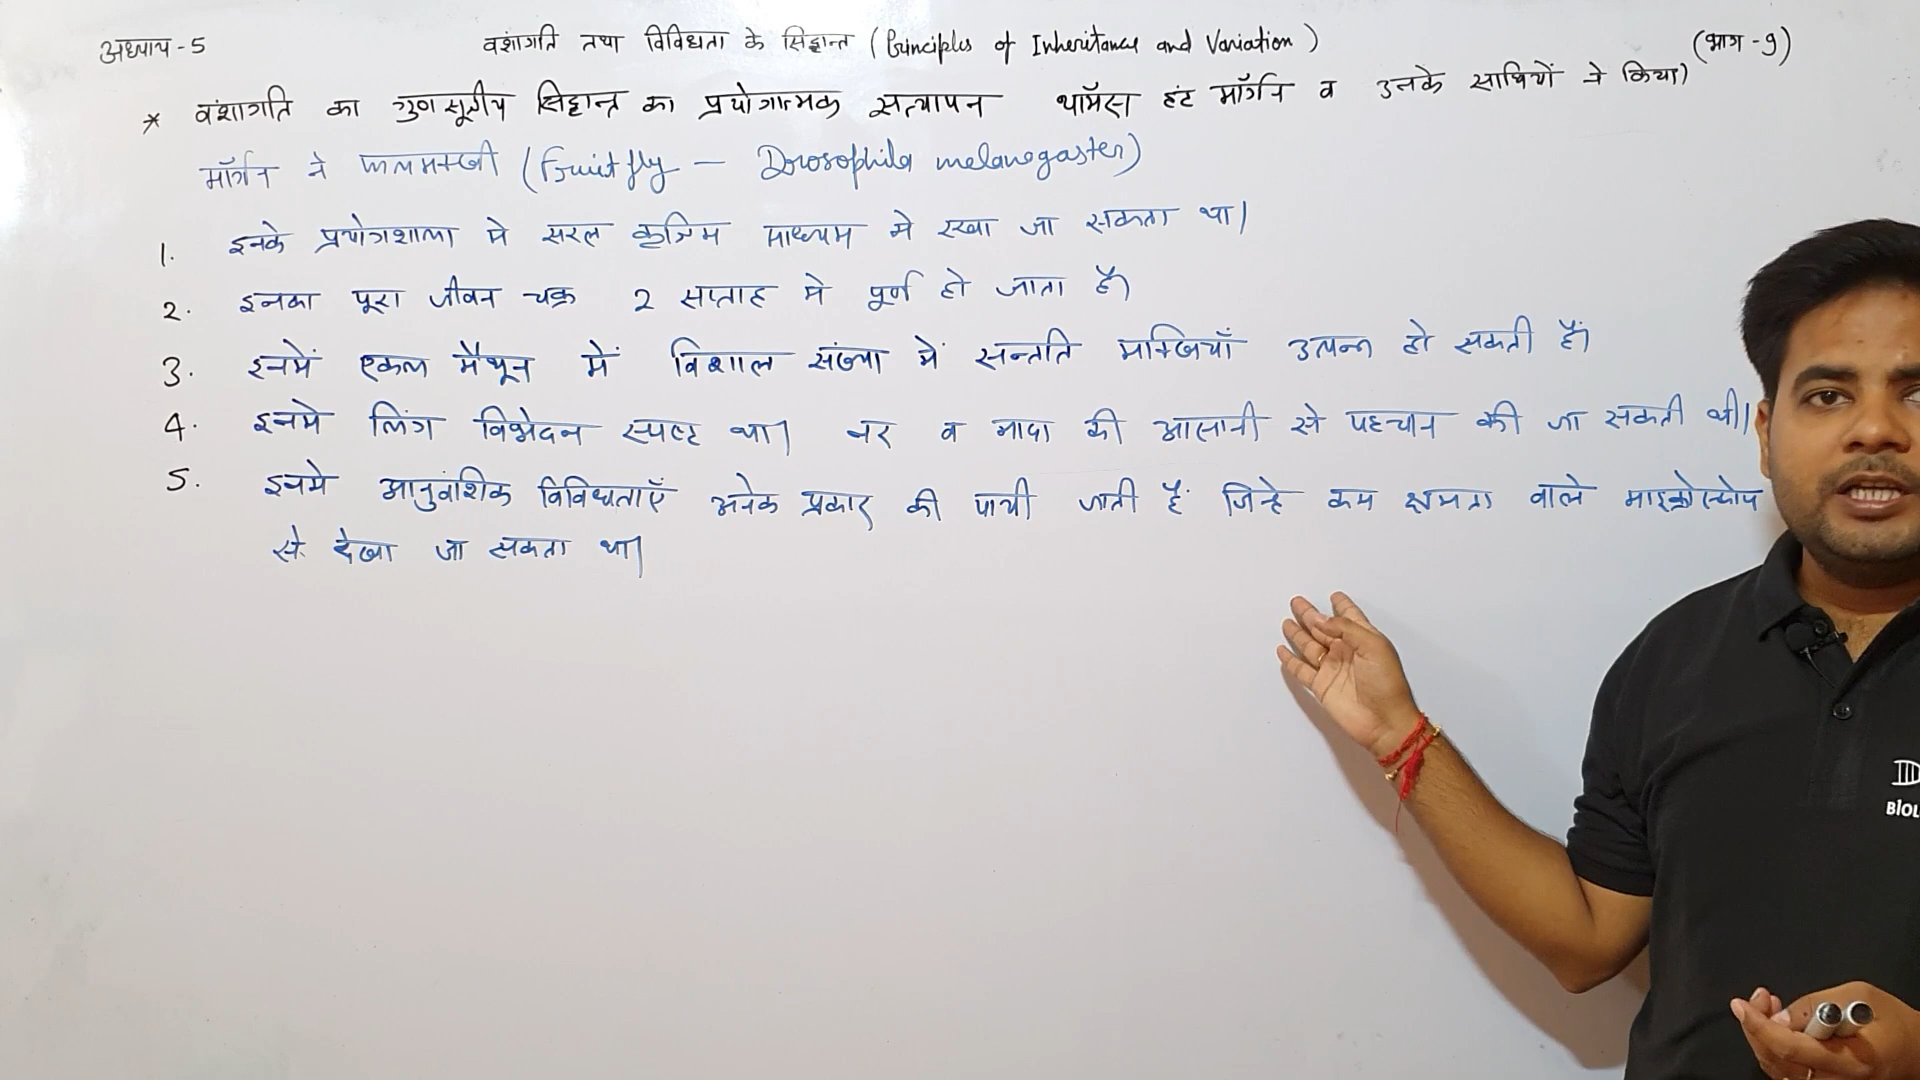 अध्याय - 5
वंशागति तथा विविधता के सिद्धान्त (Principles of Inheritance and Variation)
(भाग - 9)
* वंशागति का गुणसूत्रीय सिद्धान्त का प्रयोगात्मक सत्यापन थॉमस हंट मॉर्गन व उनके साथियों ने किया)
मॉर्गन ने फलमक्खी (Fruit fly - Drosophila melanogaster)
1. इनके प्रयोगशाला मे सरल कृत्रिम माध्यम मे रखा जा सकता था।
2. इनका पूरा जीवन चक्र 2 सप्ताह मे पूर्ण हो जाता है।
3. इनमें एकल मैथून में विशाल संख्या में सन्तति मक्खियाँ उत्पन्न हो सकती हैं।
4. इनमे लिंग विभेदन स्पष्ट था। नर व मादा की आसानी से पहचान की जा सकती थी।
5. इनमे आनुवंशिक विविधताएँ अनेक प्रकार की पायी जाती हैं जिन्हे कम क्षमता वाले माइक्रोस्कोप
से देखा जा सकता था।
BIOL